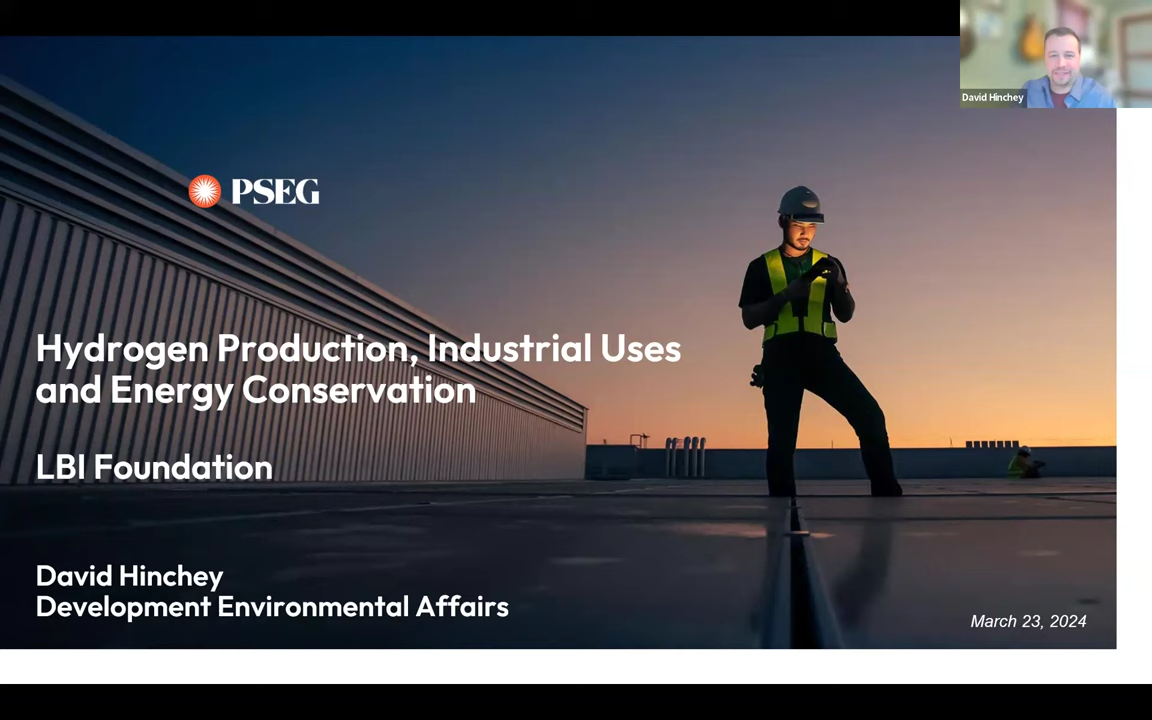 David Hinchey
PSEG
Hydrogen Production, Industrial Uses
and Energy Conservation
LBI Foundation
David Hinchey
Development Environmental Affairs
March 23, 2024